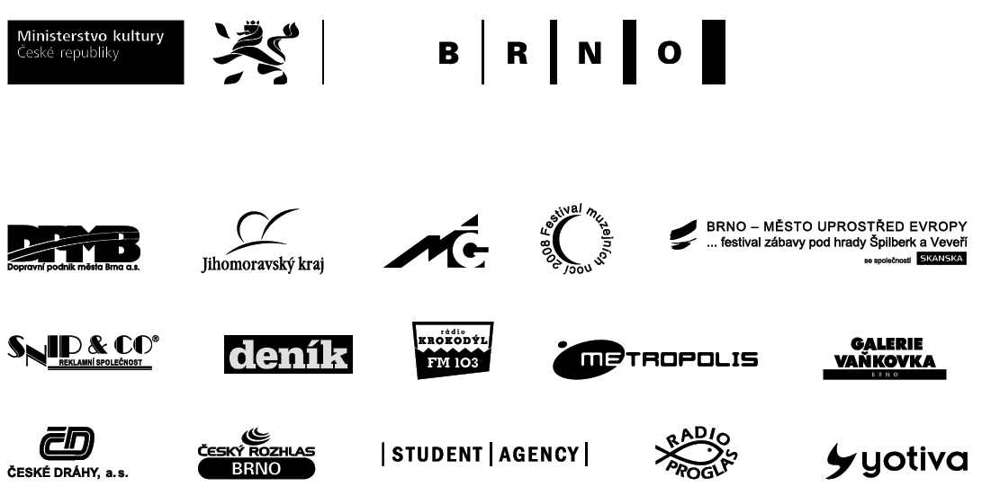 Ministerstvo kultury
České republiky
B R N O
DPMB
Dopravní podnik města Brna a.s.
Jihomoravský kraj
MG
2008 Festival muzejních nocí
BRNO – MĚSTO UPROSTŘED EVROPY
... festival zábavy pod hrady Špilberk a Veveří
se společností SKANSKA
SNIP & CO®
REKLAMNÍ SPOLEČNOST
deník
rádio
KROKODÝL
FM 103
METROPOLIS
GALERIE
VAŇKOVKA
BRNO
ČD
ČESKÉ DRÁHY, a. s.
ČESKÝ ROZHLAS
BRNO
STUDENT AGENCY
RADIO
PROGLAS
yotiva